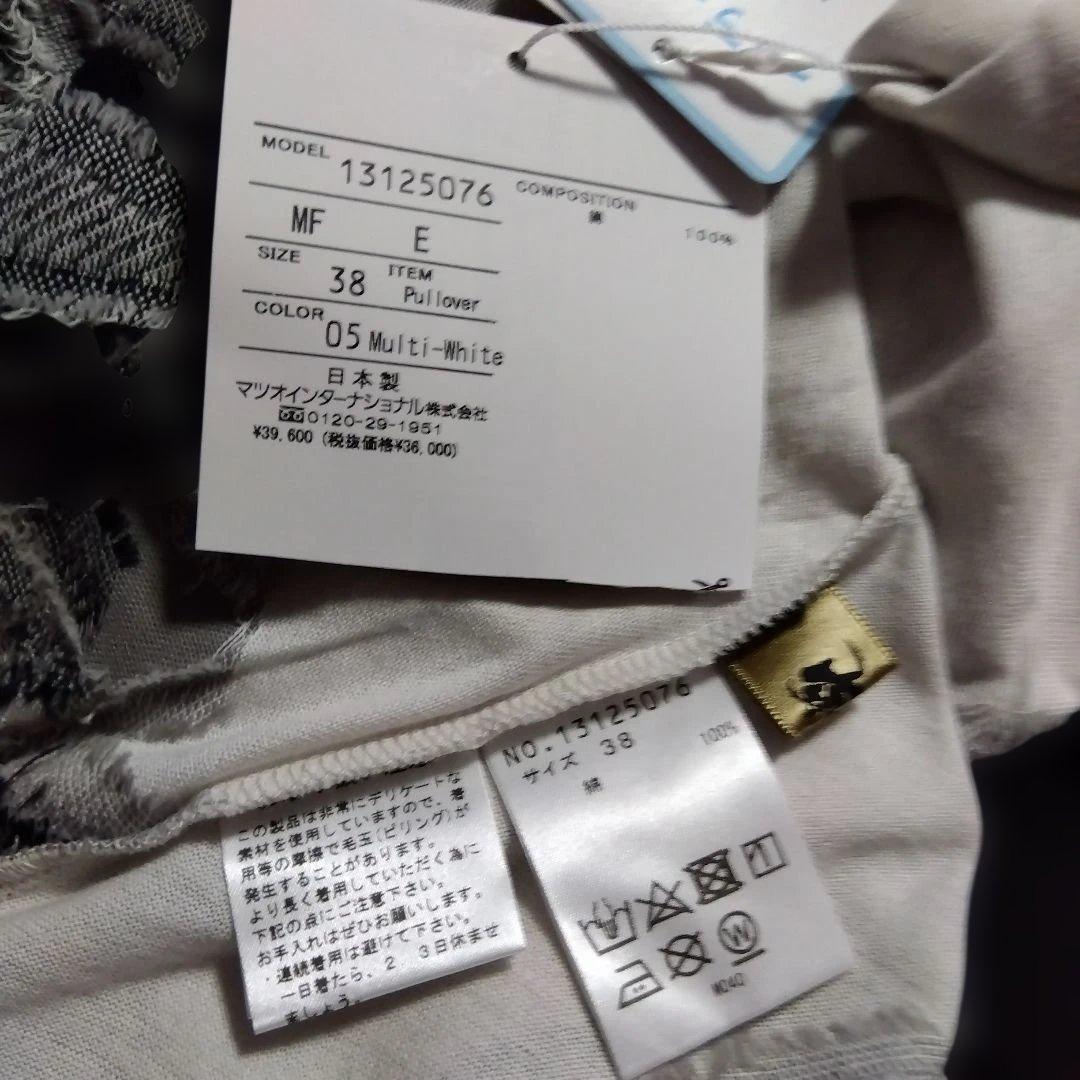 MODEL 13125076
MF E
SIZE 38 ITEM Pullover
COLOR 05 Multi-White
日本製
マツオインターナショナル株式会社
0120-29-1951
¥39,600 (税抜価格¥36,000)
COMPOSITION
綿 100%
NO.13125076
サイズ 38
綿 100%
W
M240
この製品は非常にデリケートな
素材を使用していますので、着
用等の摩擦で毛玉(ピリング)が
発生することがあります。
より長く着用していただく為に
下記の点にご注意下さい。
お手入れはぜひお願いします。
・連続着用は避けて下さい。
一日着たら、2、3日休ませ
ましょう。